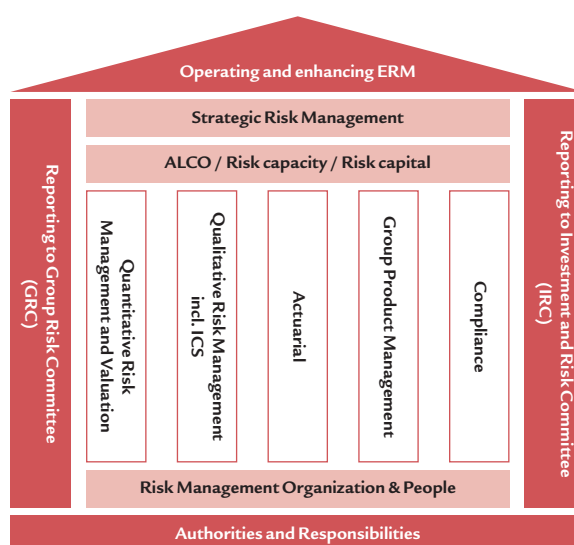 Operating and enhancing ERM
Strategic Risk Management
ALCO / Risk capacity / Risk capital
Reporting to Group Risk Committee
(GRC)
Quantitative Risk
Management and Valuation
Qualitative Risk Management
incl. ICS
Actuarial
Group Product Management
Compliance
Reporting to Investment and Risk Committee
(IRC)
Risk Management Organization & People
Authorities and Responsibilities